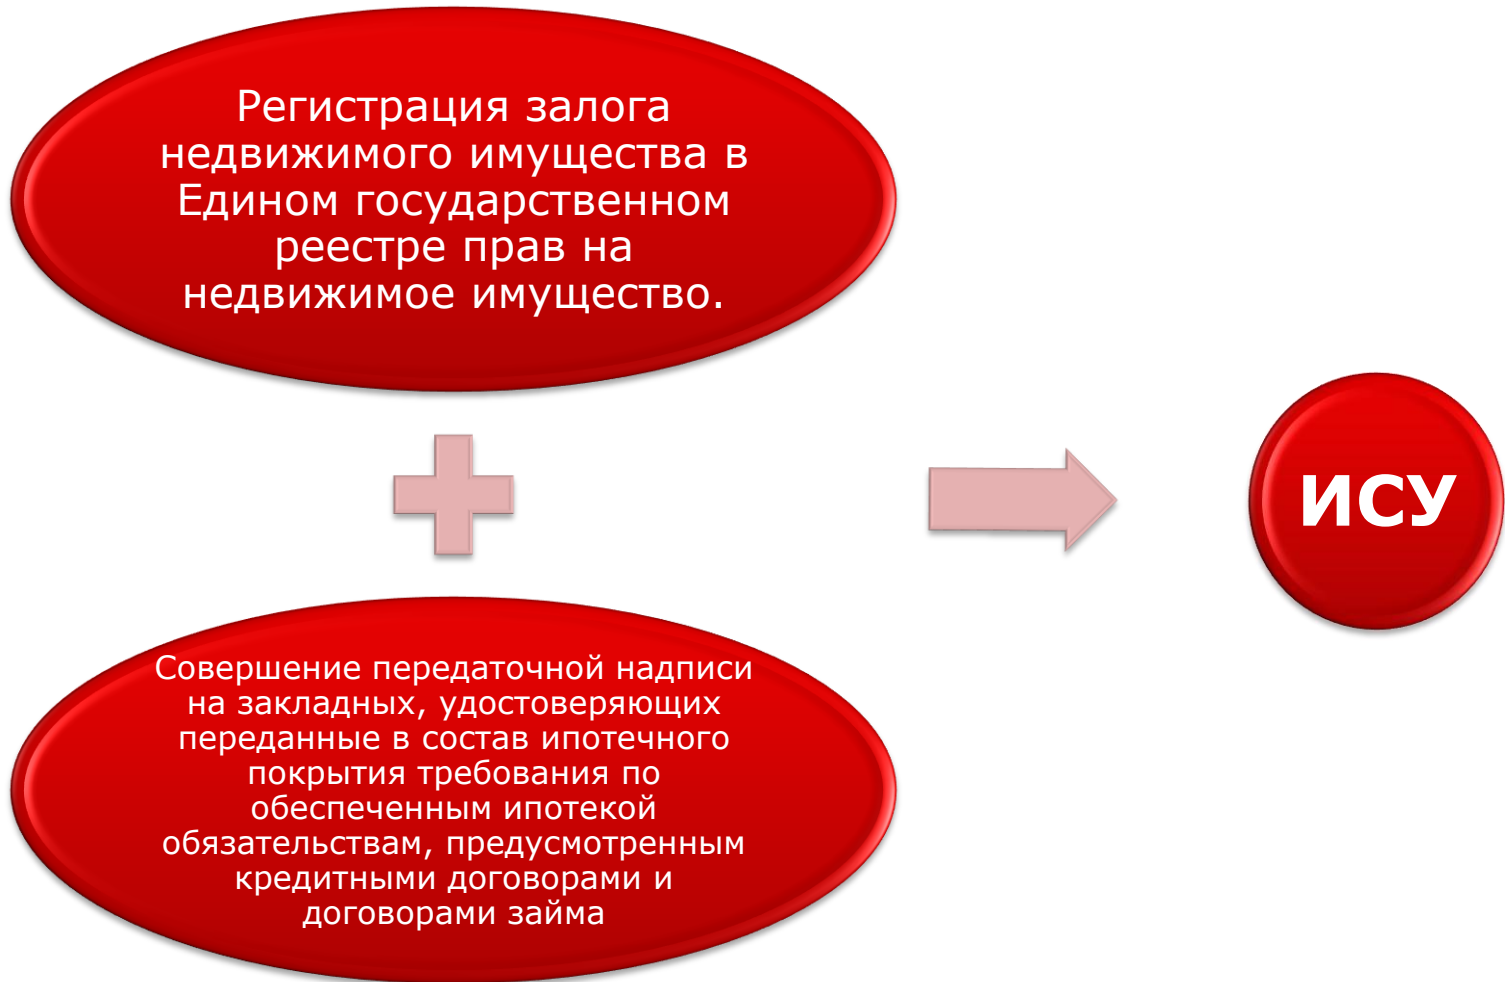 Регистрация залога
недвижимого имущества в
Едином государственном
реестре прав на
недвижимое имущество.
ИСУ
Совершение передаточной надписи
на закладных, удостоверяющих
переданные в состав ипотечного
покрытия требования по
обеспеченным ипотекой
обязательствам, предусмотренным
кредитными договорами и
договорами займа